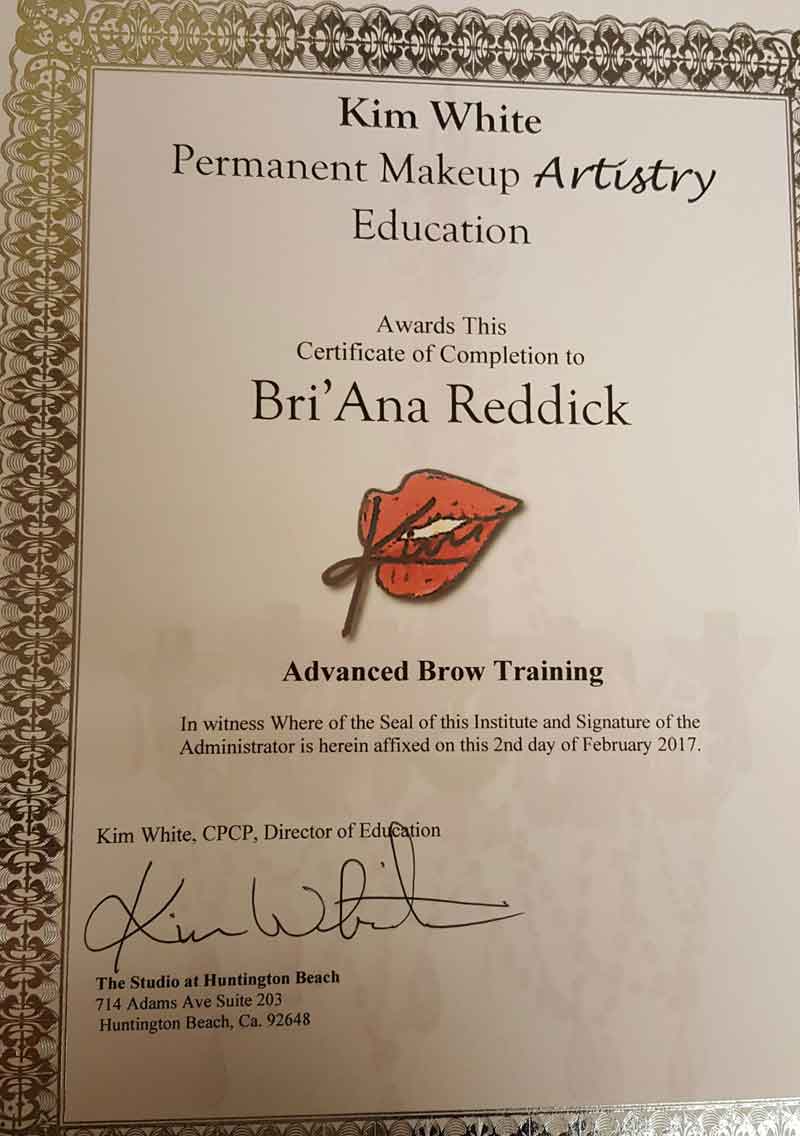 Kim White
Permanent Makeup Artistry
Education
Awards This
Certificate of Completion to
Bri'Ana Reddick
Kim
Advanced Brow Training
In witness Where of the Seal of this Institute and Signature of the
Administrator is herein affixed on this 2nd day of February 2017.
Kim White, CPCP, Director of Education
Kim White
The Studio at Huntington Beach
714 Adams Ave Suite 203
Huntington Beach, Ca. 92648